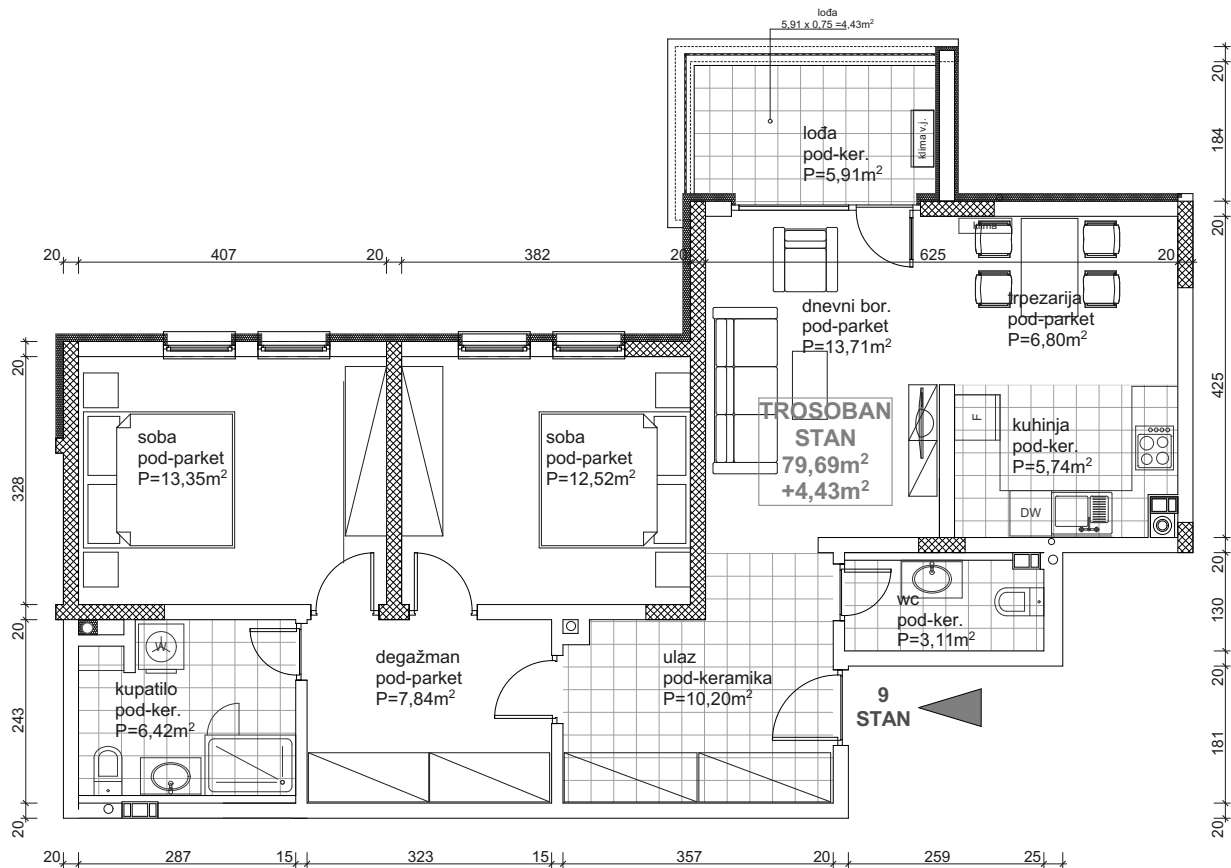 lođa
5,91 x 0,75 =4,43m²
20
184
20
425
20
130
20
181
20
lođa
pod-ker.
P=5,91m²
klima v.j.
klima
20
407
20
382
20
625
20
dnevni bor.
pod-parket
P=13,71m²
trpezarija
pod-parket
P=6,80m²
20
328
20
243
20
soba
pod-parket
P=13,35m²
soba
pod-parket
P=12,52m²
TROSOBAN
STAN
79,69m²
+4,43m²
F
kuhinja
pod-ker.
P=5,74m²
DW
wc
pod-ker.
P=3,11m²
W
kupatilo
pod-ker.
P=6,42m²
degažman
pod-parket
P=7,84m²
ulaz
pod-keramika
P=10,20m²
9
STAN
20
287
15
323
15
357
20
259
25